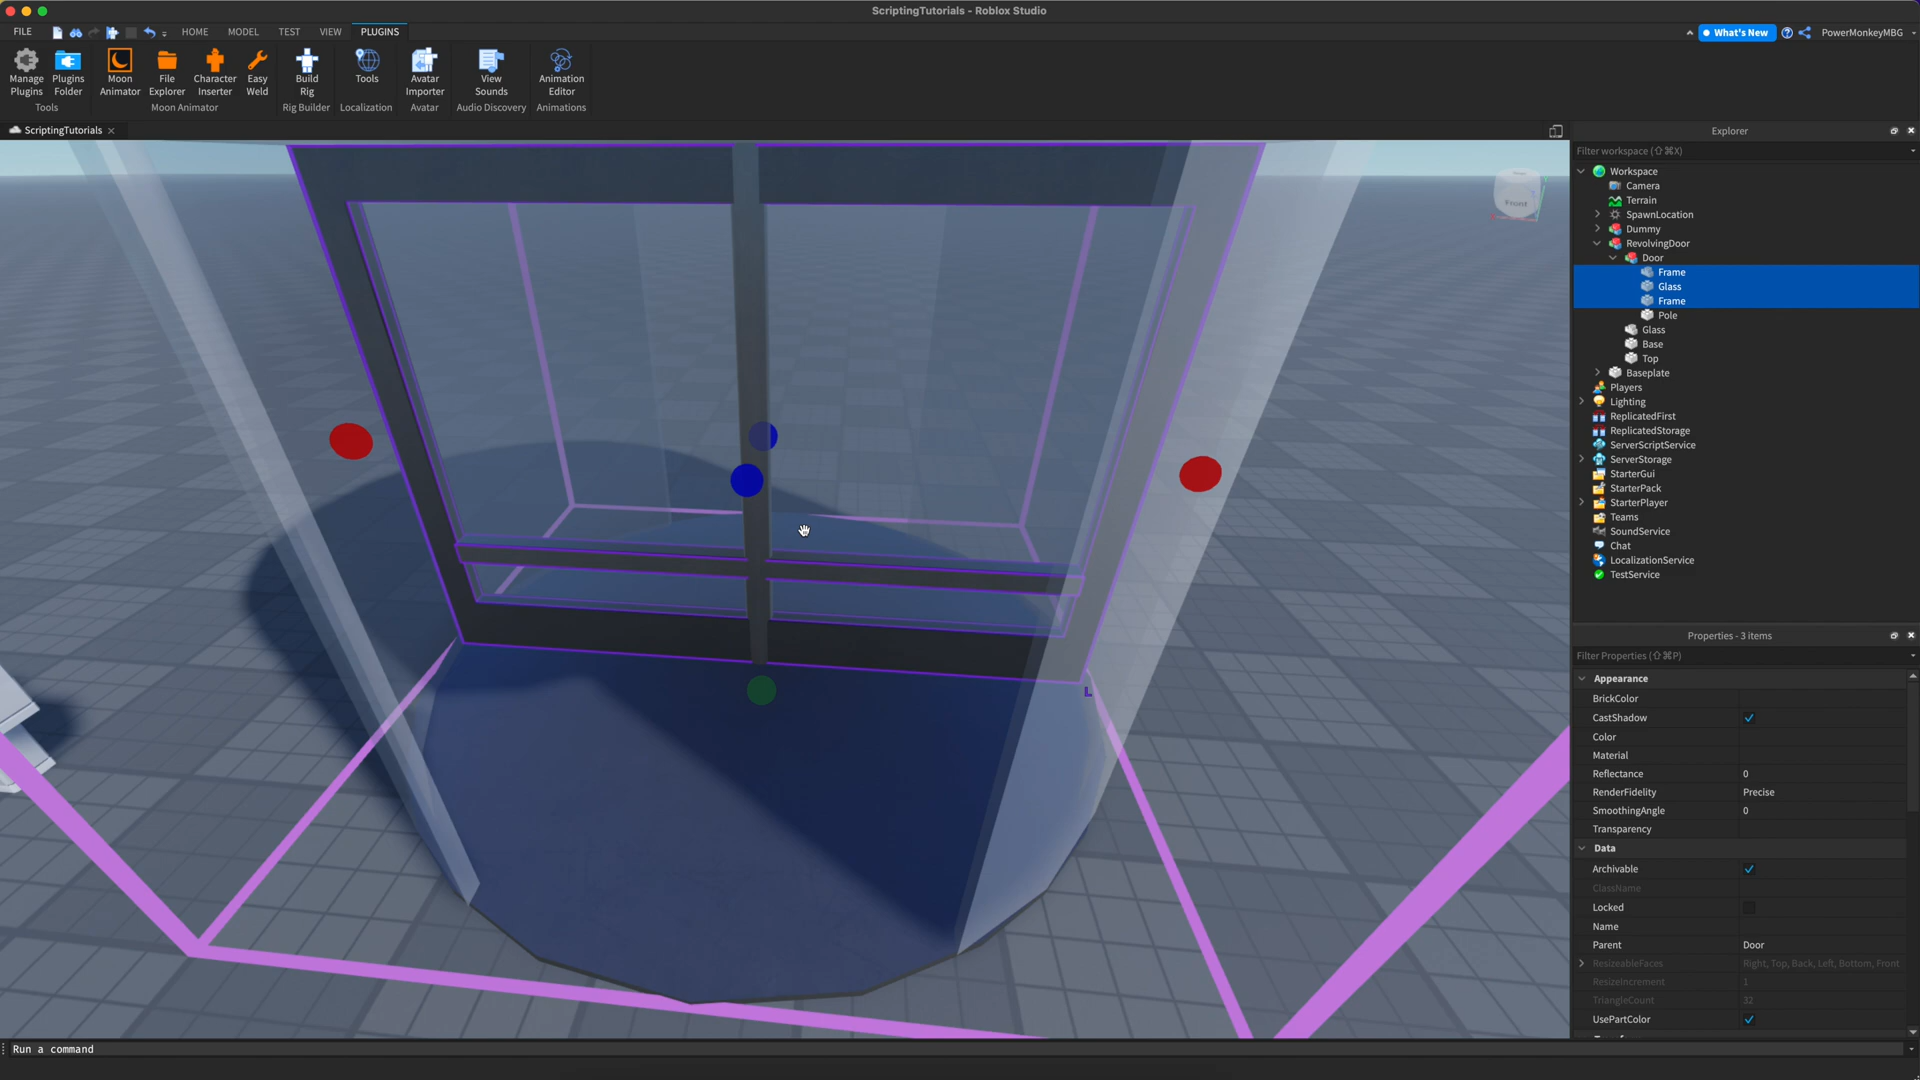 ScriptingTutorials - Roblox Studio
FILE HOME MODEL TEST VIEW PLUGINS
What's New PowerMonkeyMBG
Manage Plugins
Plugins Folder
Tools
Moon Animator
File Explorer
Character Inserter
Easy Weld
Moon Animator
Build Rig
Rig Builder
Tools
Localization
Avatar Importer
Avatar
View Sounds
Audio Discovery
Animation Editor
Animations
ScriptingTutorials
Front
L
Explorer
Filter workspace (⇧⌘X)
Workspace
Camera
Terrain
SpawnLocation
Dummy
RevolvingDoor
Door
Frame
Glass
Frame
Pole
Glass
Base
Top
Baseplate
Players
Lighting
ReplicatedFirst
ReplicatedStorage
ServerScriptService
ServerStorage
StarterGui
StarterPack
StarterPlayer
Teams
SoundService
Chat
LocalizationService
TestService
Properties - 3 items
Filter Properties (⇧⌘P)
Appearance
BrickColor
CastShadow
Color
Material
Reflectance 0
RenderFidelity Precise
SmoothingAngle 0
Transparency
Data
Archivable
ClassName
Locked
Name
Parent Door
ResizeableFaces Right, Top, Back, Left, Bottom, Front
ResizeIncrement 1
TriangleCount 32
UsePartColor
Run a command